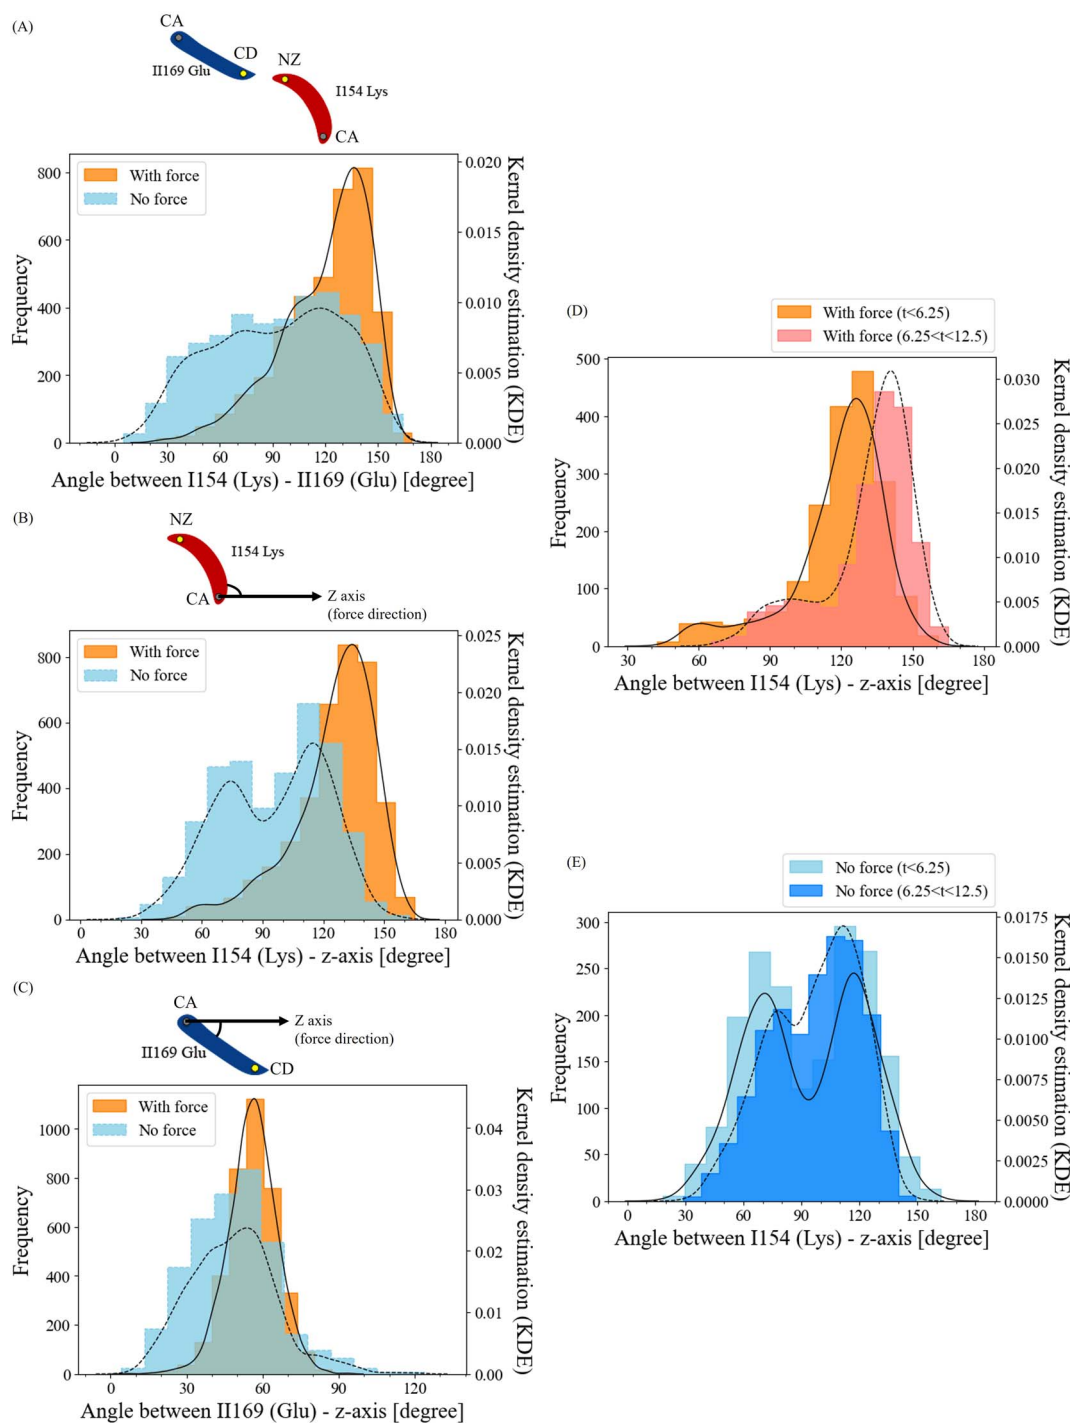 (A)
CA
CD
II169 Glu
NZ
I154 Lys
CA
With force
No force
800
600
400
200
0
0.020
0.015
0.010
0.005
0.000
0 30 60 90 120 150 180
Frequency
Kernel density estimation (KDE)
Angle between I154 (Lys) - II169 (Glu) [degree]
(B)
NZ
I154 Lys
CA
Z axis
(force direction)
With force
No force
800
600
400
200
0
0.025
0.020
0.015
0.010
0.005
0.000
0 30 60 90 120 150 180
Frequency
Kernel density estimation (KDE)
Angle between I154 (Lys) - z-axis [degree]
(C)
CA
Z axis
(force direction)
II169 Glu
CD
With force
No force
1000
800
600
400
200
0
0.04
0.03
0.02
0.01
0.00
0 30 60 90 120
Frequency
Kernel density estimation (KDE)
Angle between II169 (Glu) - z-axis [degree]
(D)
With force (t<6.25)
With force (6.25<t<12.5)
500
400
300
200
100
0
0.030
0.025
0.020
0.015
0.010
0.005
0.000
30 60 90 120 150 180
Frequency
Kernel density estimation (KDE)
Angle between I154 (Lys) - z-axis [degree]
(E)
No force (t<6.25)
No force (6.25<t<12.5)
300
250
200
150
100
50
0
0.0175
0.0150
0.0125
0.0100
0.0075
0.0050
0.0025
0.0000
0 30 60 90 120 150 180
Frequency
Kernel density estimation (KDE)
Angle between I154 (Lys) - z-axis [degree]